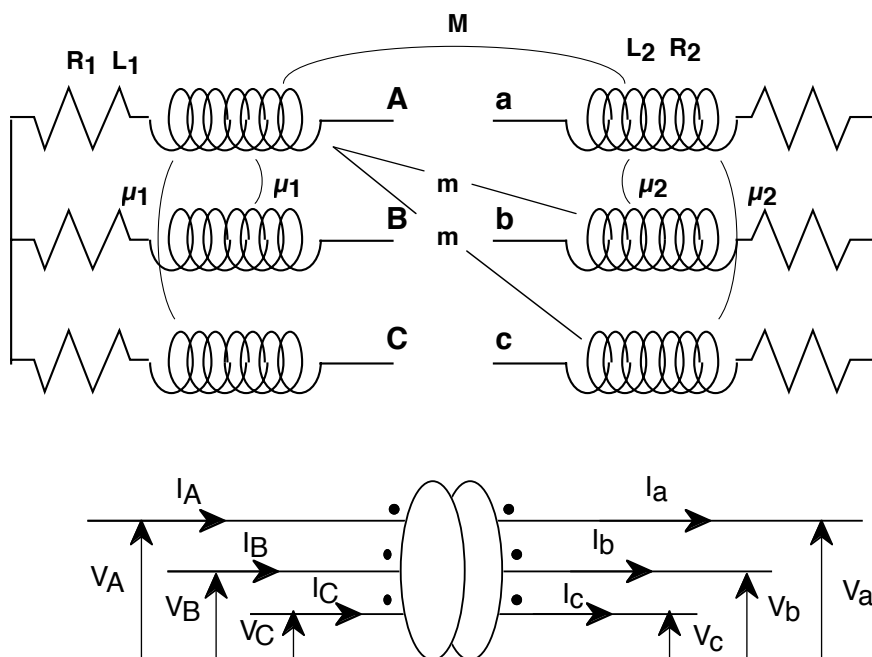 M
R1 L1 L2 R2
A a
µ1 µ1 m µ2 µ2
B b
m
C c
IA Ia
IB Ib
VA IC Ic Va
VB Vb
VC Vc